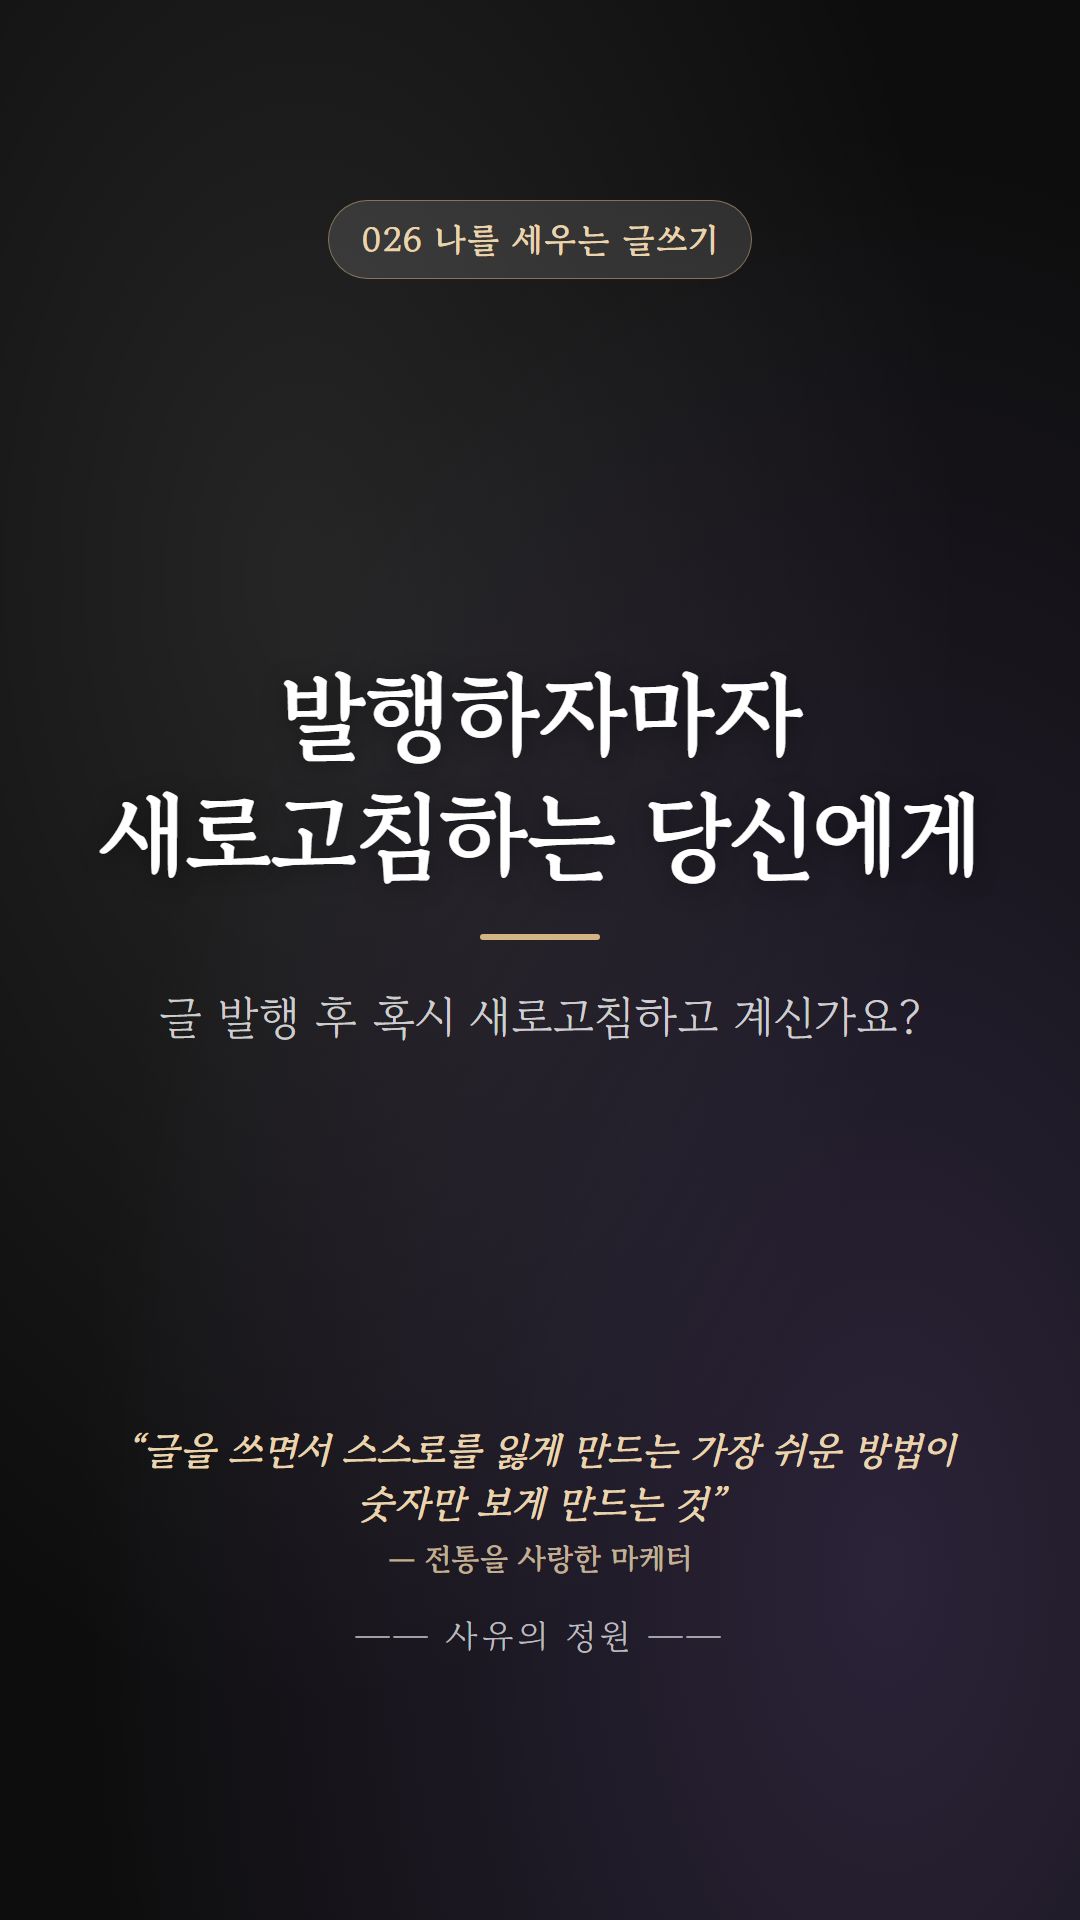 026 나를 세우는 글쓰기
발행하자마자
새로고침하는 당신에게
글 발행 후 혹시 새로고침하고 계신가요?
“글을 쓰면서 스스로를 잃게 만드는 가장 쉬운 방법이
숫자만 보게 만드는 것”
— 전통을 사랑한 마케터
—— 사유의 정원 ——